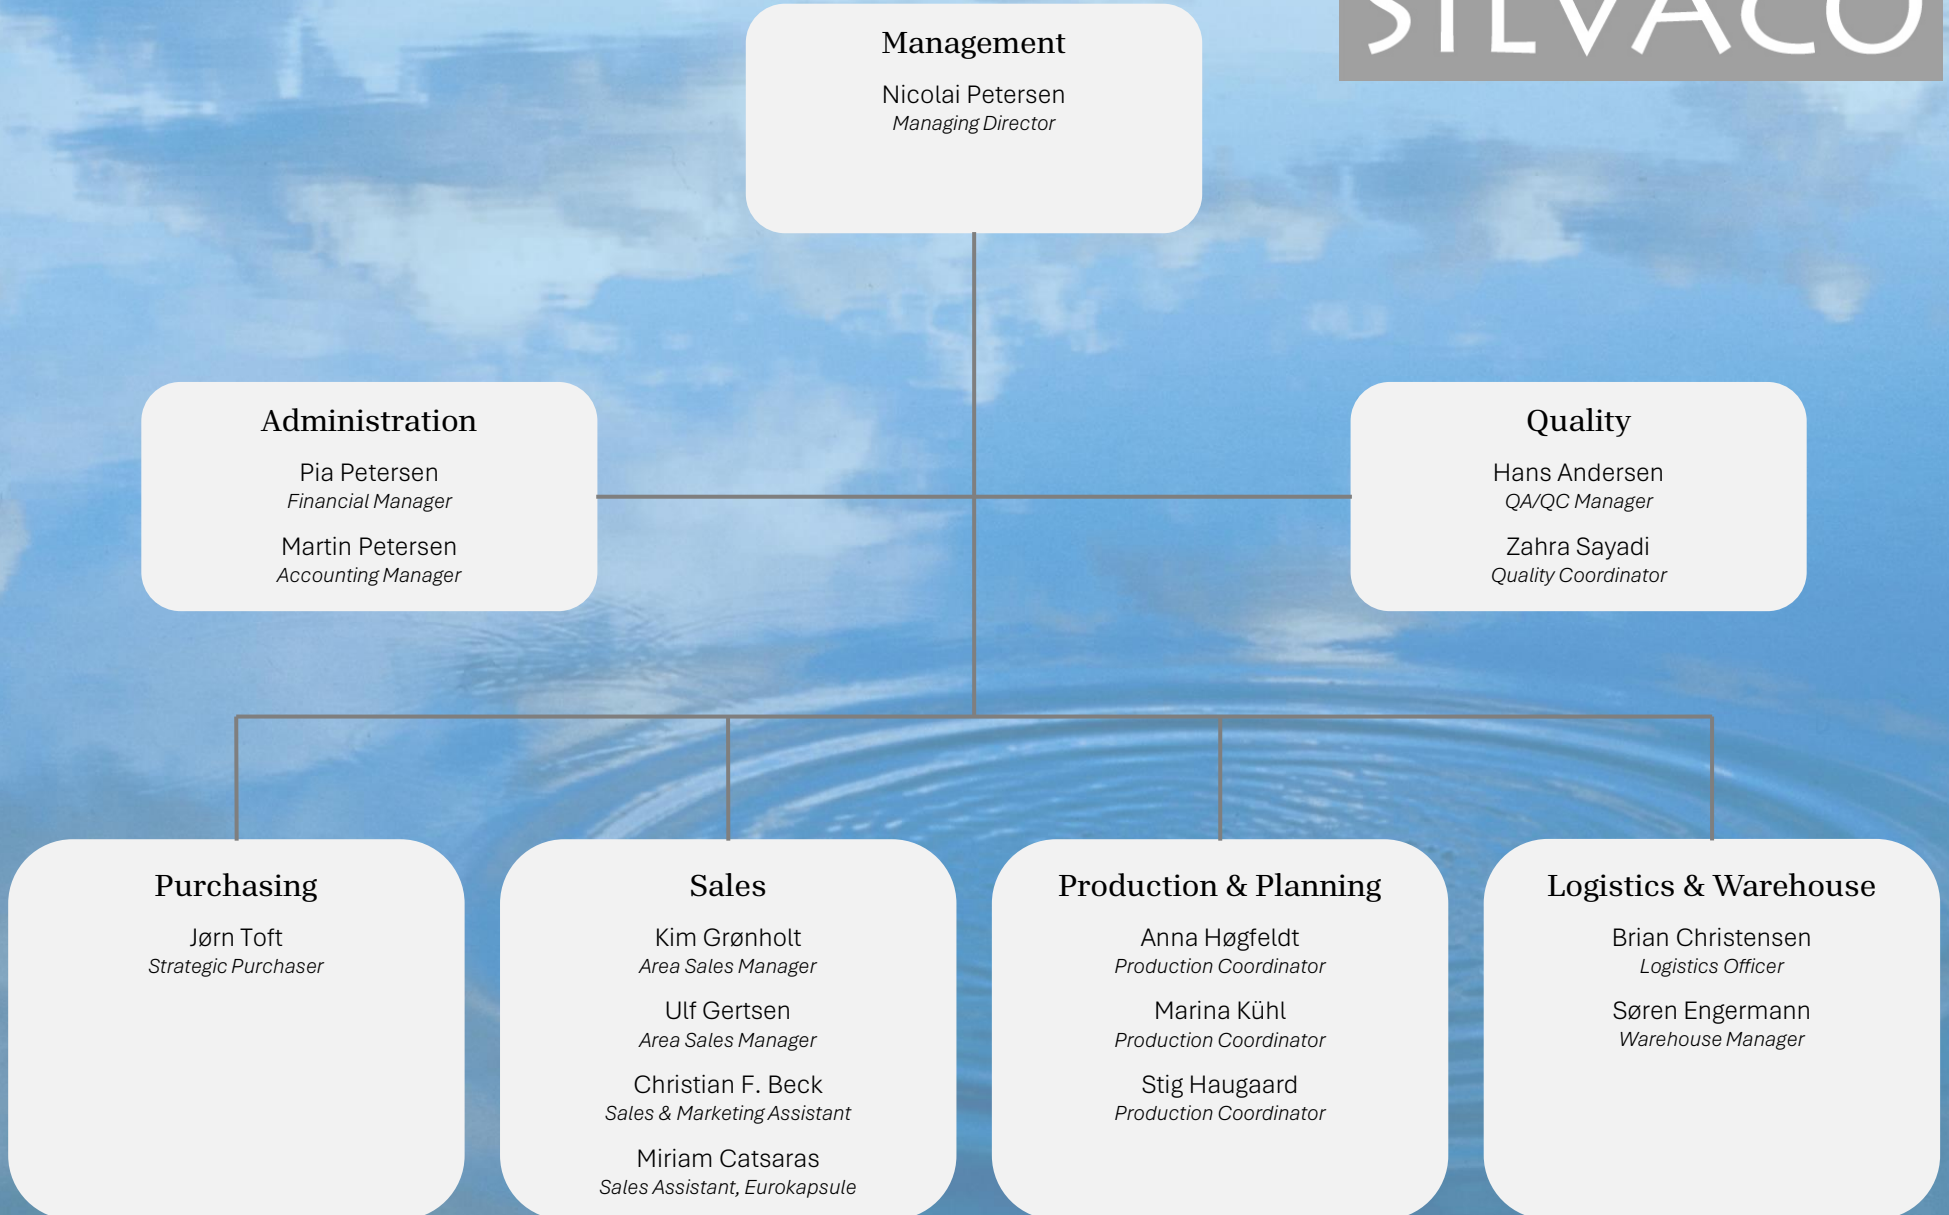 SILVACO
Management
Nicolai Petersen
Managing Director
Administration
Pia Petersen
Financial Manager
Martin Petersen
Accounting Manager
Quality
Hans Andersen
QA/QC Manager
Zahra Sayadi
Quality Coordinator
Purchasing
Jørn Toft
Strategic Purchaser
Sales
Kim Grønholt
Area Sales Manager
Ulf Gertsen
Area Sales Manager
Christian F. Beck
Sales & Marketing Assistant
Miriam Catsaras
Sales Assistant, Eurokapsule
Production & Planning
Anna Høgfeldt
Production Coordinator
Marina Kühl
Production Coordinator
Stig Haugaard
Production Coordinator
Logistics & Warehouse
Brian Christensen
Logistics Officer
Søren Engermann
Warehouse Manager